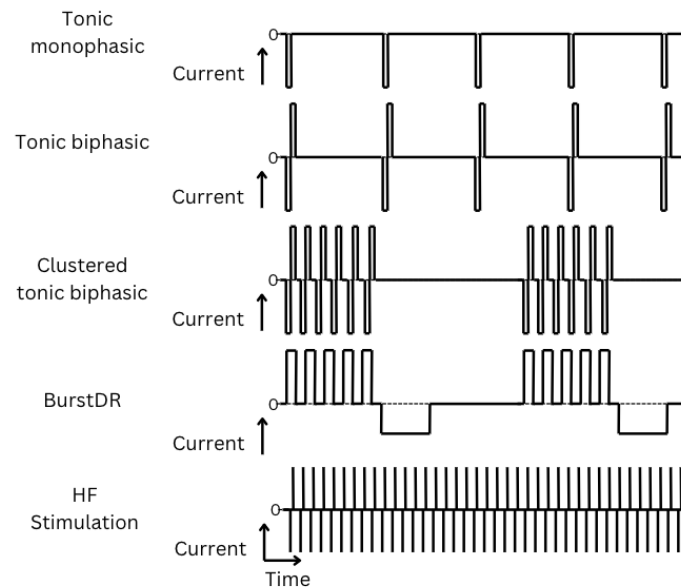 Tonic
monophasic
0
Current
Tonic biphasic
0
Current
Clustered
tonic biphasic
0
Current
BurstDR
0
Current
HF
Stimulation
0
Current
Time